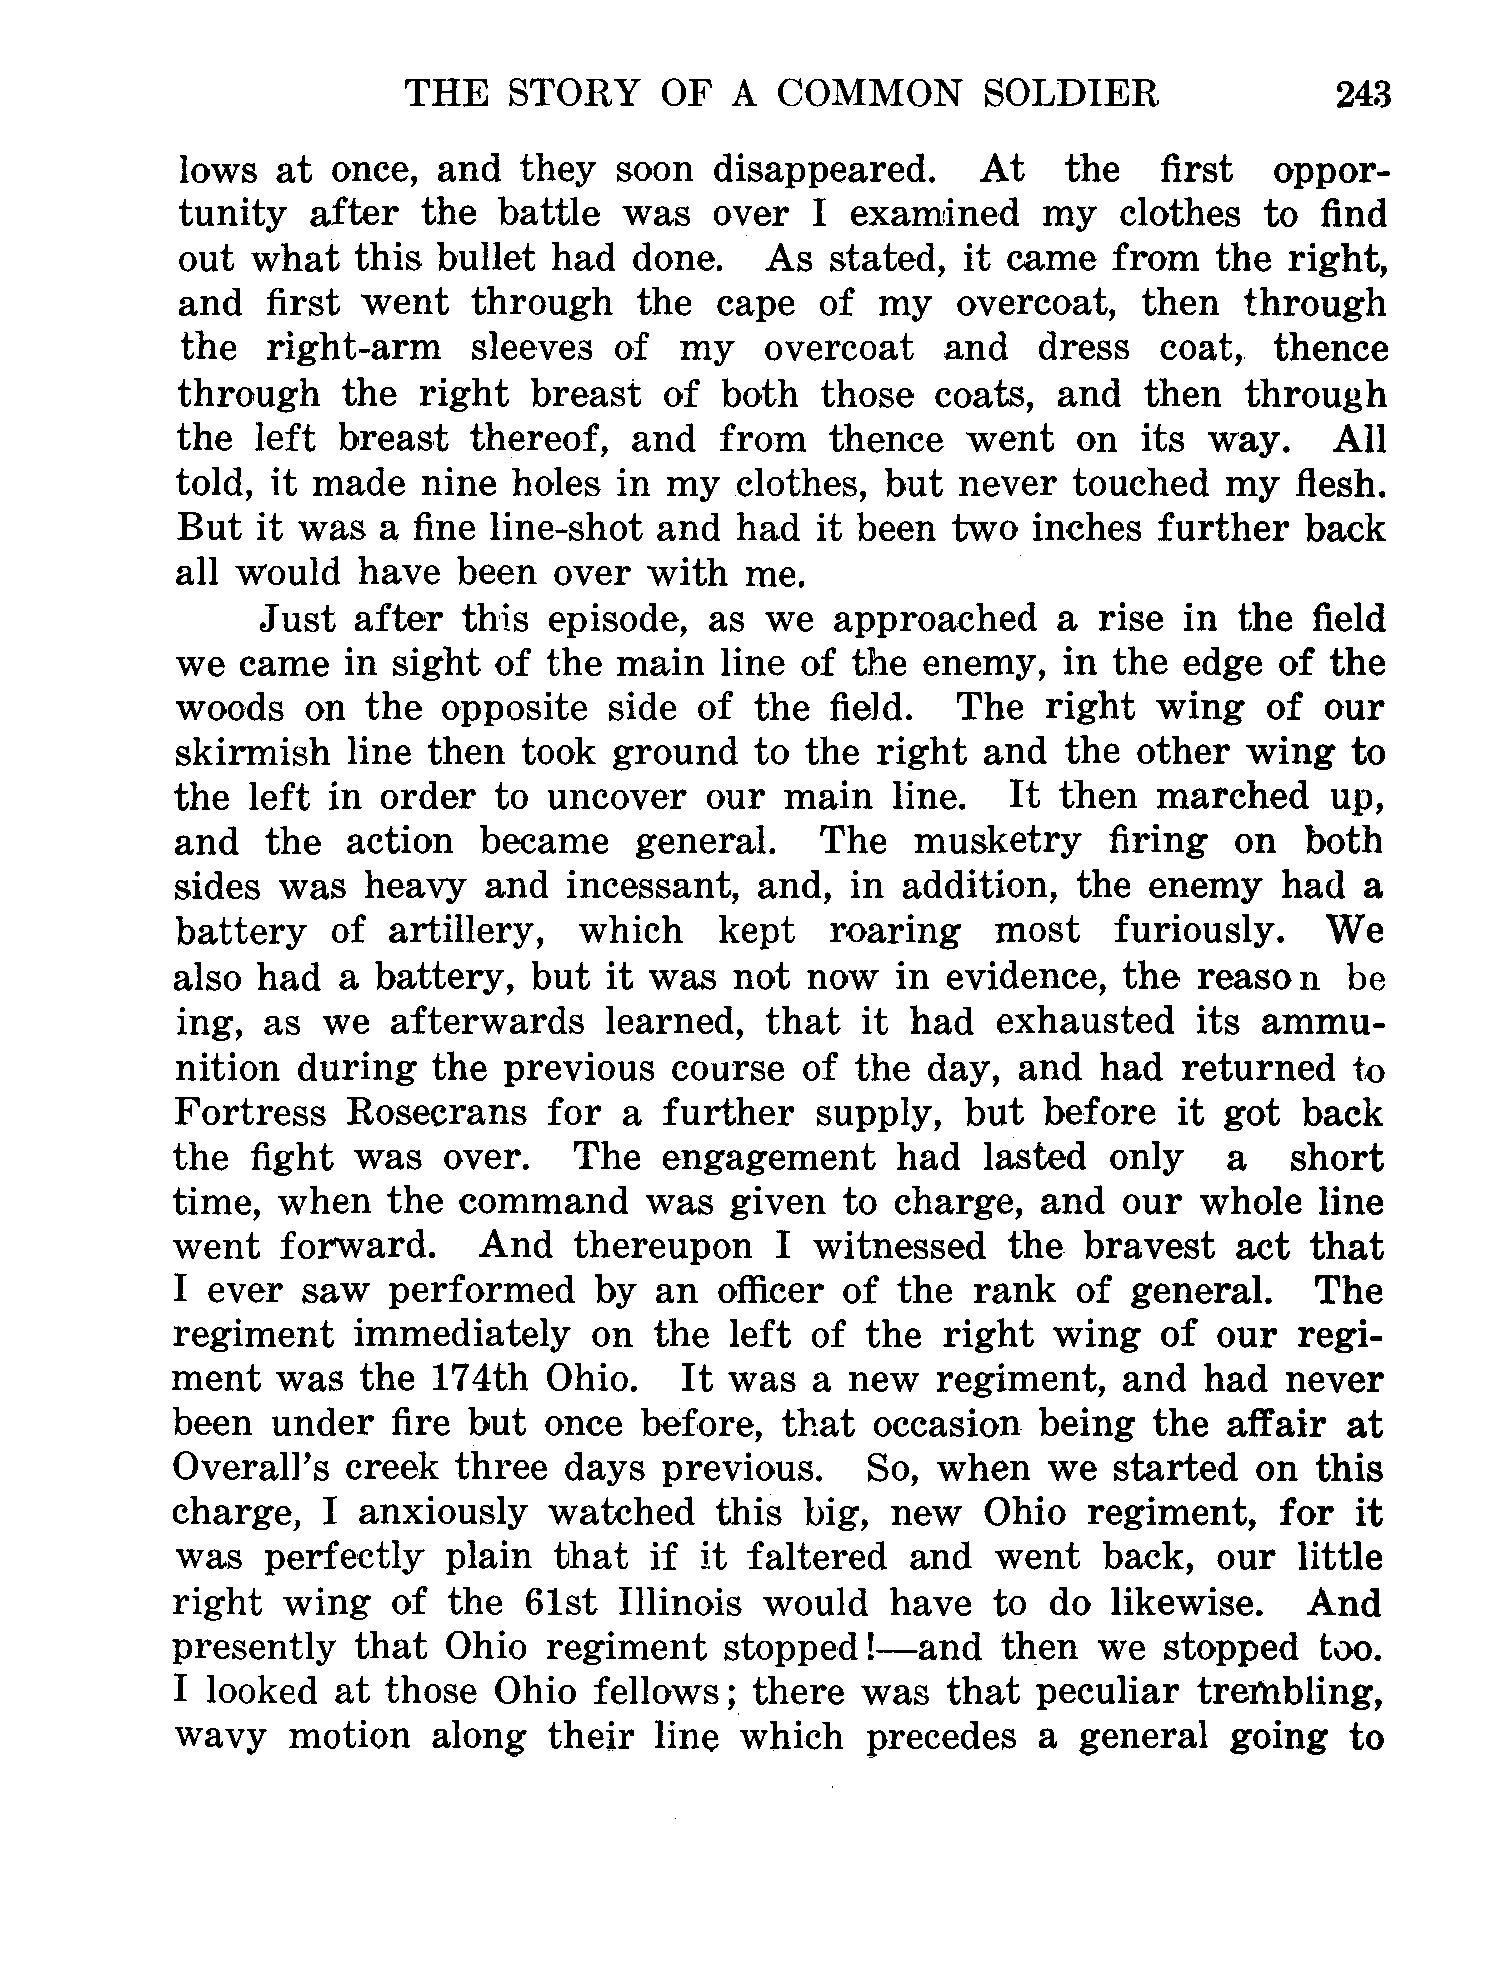 THE STORY OF A COMMON SOLDIER 243
lows at once, and they soon disappeared. At the first oppor-
tunity after the battle was over I examined my clothes to find
out what this bullet had done. As stated, it came from the right,
and first went through the cape of my overcoat, then through
the right-arm sleeves of my overcoat and dress coat, thence
through the right breast of both those coats, and then through
the left breast thereof, and from thence went on its way. All
told, it made nine holes in my clothes, but never touched my flesh.
But it was a fine line-shot and had it been two inches further back
all would have been over with me.
Just after this episode, as we approached a rise in the field
we came in sight of the main line of the enemy, in the edge of the
woods on the opposite side of the field. The right wing of our
skirmish line then took ground to the right and the other wing to
the left in order to uncover our main line. It then marched up,
and the action became general. The musketry firing on both
sides was heavy and incessant, and, in addition, the enemy had a
battery of artillery, which kept roaring most furiously. We
also had a battery, but it was not now in evidence, the reason be
ing, as we afterwards learned, that it had exhausted its ammu-
nition during the previous course of the day, and had returned to
Fortress Rosecrans for a further supply, but before it got back
the fight was over. The engagement had lasted only a short
time, when the command was given to charge, and our whole line
went forward. And thereupon I witnessed the bravest act that
I ever saw performed by an officer of the rank of general. The
regiment immediately on the left of the right wing of our regi-
ment was the 174th Ohio. It was a new regiment, and had never
been under fire but once before, that occasion being the affair at
Overall's creek three days previous. So, when we started on this
charge, I anxiously watched this big, new Ohio regiment, for it
was perfectly plain that if it faltered and went back, our little
right wing of the 61st Illinois would have to do likewise. And
presently that Ohio regiment stopped!—and then we stopped too.
I looked at those Ohio fellows; there was that peculiar trembling,
wavy motion along their line which precedes a general going to